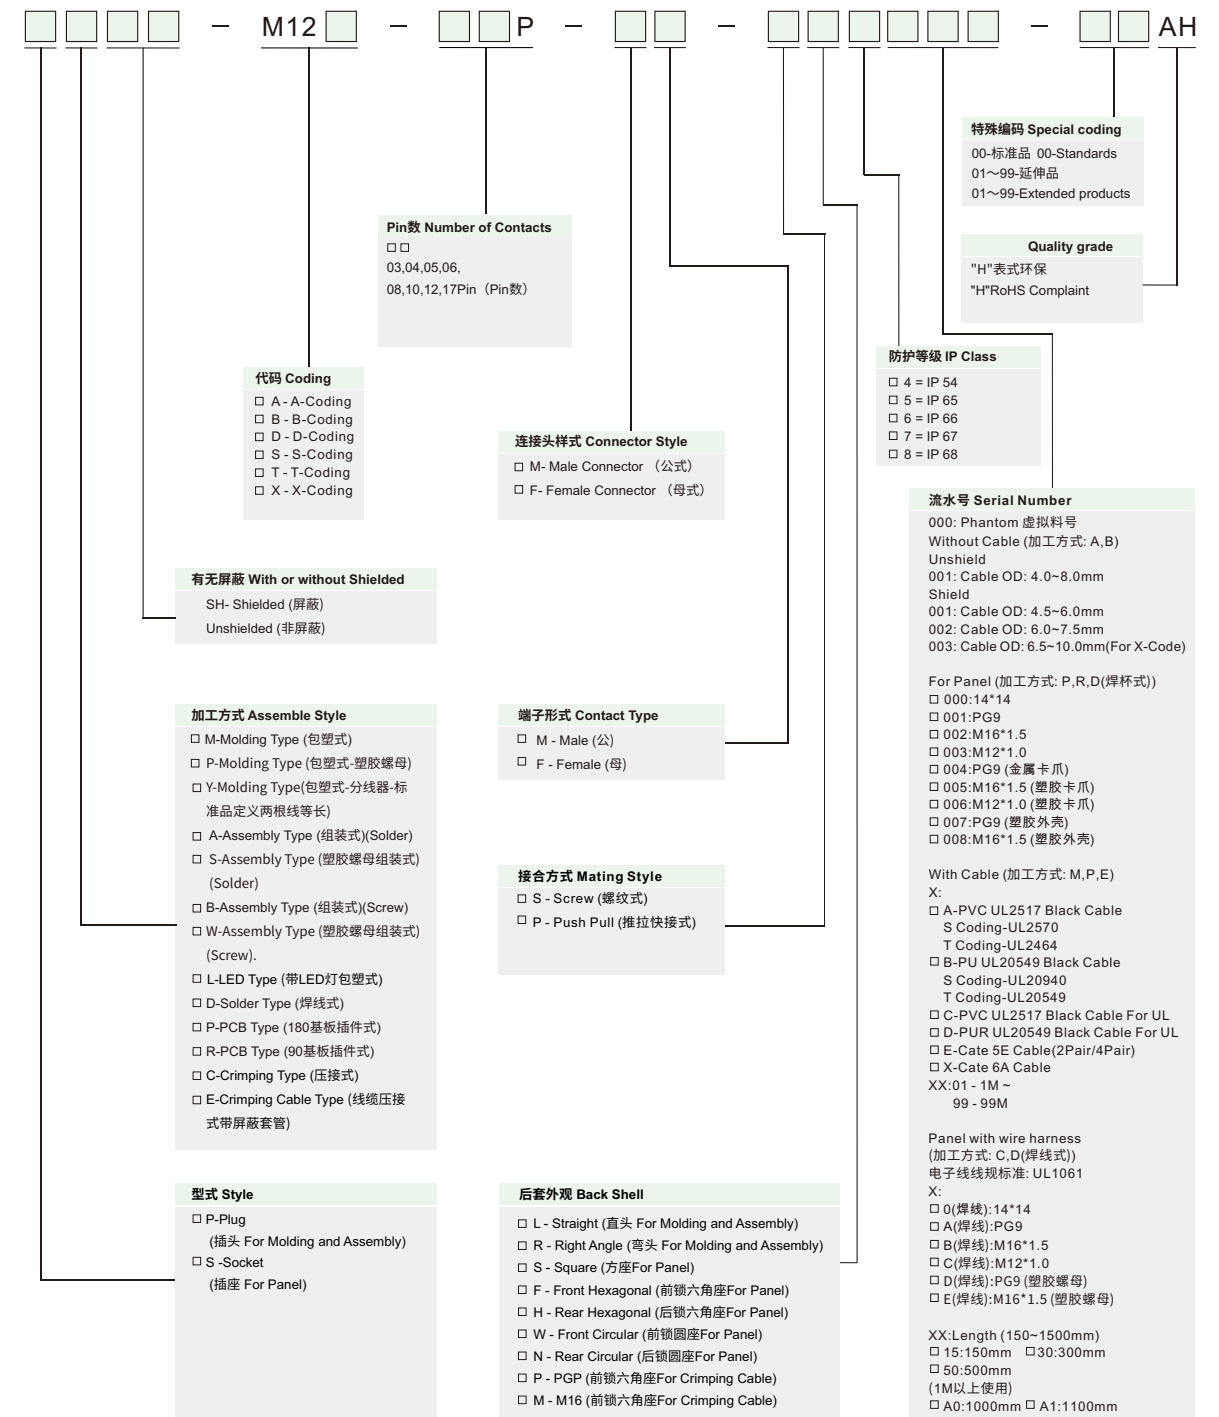 — M12 — P — — — AH
特殊编码 Special coding
00-标准品 00-Standards
01～99-延伸品
01～99-Extended products
Quality grade
"H"表式环保
"H"RoHS Complaint
Pin数 Number of Contacts
□ □
03,04,05,06,
08,10,12,17Pin（Pin数）
防护等级 IP Class
□ 4 = IP 54
□ 5 = IP 65
□ 6 = IP 66
□ 7 = IP 67
□ 8 = IP 68
代码 Coding
□ A - A-Coding
□ B - B-Coding
□ D - D-Coding
□ S - S-Coding
□ T - T-Coding
□ X - X-Coding
连接头样式 Connector Style
□ M- Male Connector （公式）
□ F- Female Connector （母式）
有无屏蔽 With or without Shielded
SH- Shielded (屏蔽)
Unshielded (非屏蔽)
加工方式 Assemble Style
□ M-Molding Type (包塑式)
□ P-Molding Type (包塑式-塑胶螺母)
□ Y-Molding Type(包塑式-分线器-标
准品定义两根线等长)
□ A-Assembly Type (组装式)(Solder)
□ S-Assembly Type (塑胶螺母组装式)
(Solder)
□ B-Assembly Type (组装式)(Screw)
□ W-Assembly Type (塑胶螺母组装式)
(Screw).
□ L-LED Type (带LED灯包塑式)
□ D-Solder Type (焊线式)
□ P-PCB Type (180基板插件式)
□ R-PCB Type (90基板插件式)
□ C-Crimping Type (压接式)
□ E-Crimping Cable Type (线缆压接
式带屏蔽套管)
端子形式 Contact Type
□ M - Male (公)
□ F - Female (母)
接合方式 Mating Style
□ S - Screw (螺纹式)
□ P - Push Pull (推拉快接式)
型式 Style
□ P-Plug
(插头 For Molding and Assembly)
□ S -Socket
(插座 For Panel)
后套外观 Back Shell
□ L - Straight (直头 For Molding and Assembly)
□ R - Right Angle (弯头 For Molding and Assembly)
□ S - Square (方座For Panel)
□ F - Front Hexagonal (前锁六角座For Panel)
□ H - Rear Hexagonal (后锁六角座For Panel)
□ W - Front Circular (前锁圆座For Panel)
□ N - Rear Circular (后锁圆座For Panel)
□ P - PGP (前锁六角座For Crimping Cable)
□ M - M16 (前锁六角座For Crimping Cable)
流水号 Serial Number
000: Phantom 虚拟料号
Without Cable (加工方式: A,B)
Unshield
001: Cable OD: 4.0~8.0mm
Shield
001: Cable OD: 4.5~6.0mm
002: Cable OD: 6.0~7.5mm
003: Cable OD: 6.5~10.0mm(For X-Code)
For Panel (加工方式: P,R,D(焊杯式))
□ 000:14*14
□ 001:PG9
□ 002:M16*1.5
□ 003:M12*1.0
□ 004:PG9 (金属卡爪)
□ 005:M16*1.5 (塑胶卡爪)
□ 006:M12*1.0 (塑胶卡爪)
□ 007:PG9 (塑胶外壳)
□ 008:M16*1.5 (塑胶外壳)
With Cable (加工方式: M,P,E)
X:
□ A-PVC UL2517 Black Cable
S Coding-UL2570
T Coding-UL2464
□ B-PU UL20549 Black Cable
S Coding-UL20940
T Coding-UL20549
□ C-PVC UL2517 Black Cable For UL
□ D-PUR UL20549 Black Cable For UL
□ E-Cate 5E Cable(2Pair/4Pair)
□ X-Cate 6A Cable
XX:01 - 1M ~
99 - 99M
Panel with wire harness
(加工方式: C,D(焊线式))
电子线线规标准: UL1061
X:
□ 0(焊线):14*14
□ A(焊线):PG9
□ B(焊线):M16*1.5
□ C(焊线):M12*1.0
□ D(焊线):PG9 (塑胶螺母)
□ E(焊线):M16*1.5 (塑胶螺母)
XX:Length (150~1500mm)
□ 15:150mm □ 30:300mm
□ 50:500mm
(1M以上使用)
□ A0:1000mm □ A1:1100mm